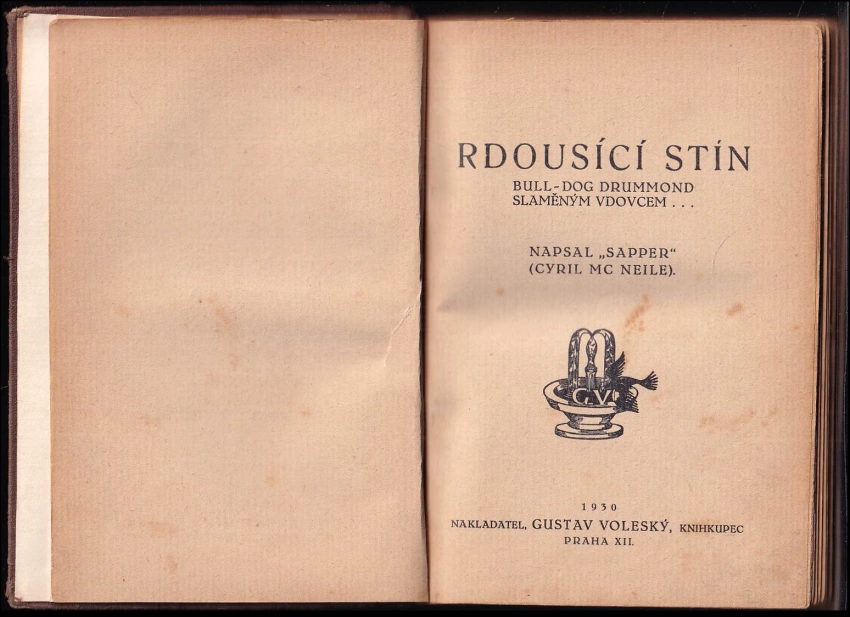 RDOUSÍCÍ STÍN
BULL-DOG DRUMMOND
SLAMĚNÝM VDOVCEM...
NAPSAL „SAPPER“
(CYRIL MC NEILE).
G.V.
1930
NAKLADATEL, GUSTAV VOLESKÝ, KNIHKUPEC
PRAHA XII.